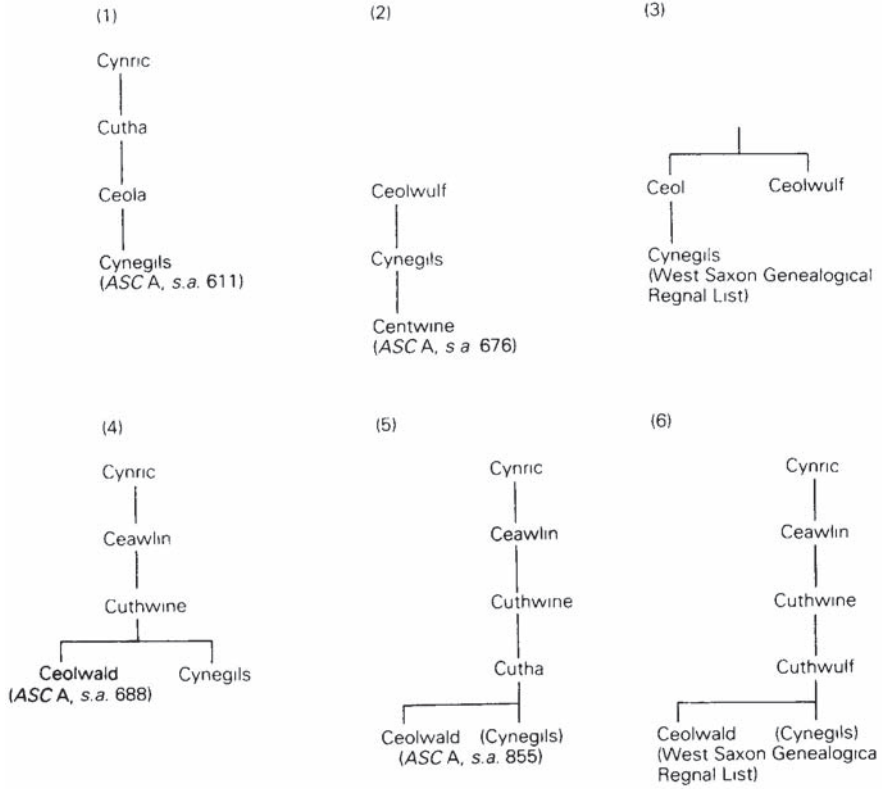 (1)
Cynric
Cutha
Ceola
Cynegils
(ASC A, s.a. 611)
(2)
Ceolwulf
Cynegils
Centwine
(ASC A, s a 676)
(3)
Ceol
Ceolwulf
Cynegils
(West Saxon Genealogical
Regnal List)
(4)
Cynric
Ceawlin
Cuthwine
Ceolwald
Cynegils
(ASC A, s.a. 688)
(5)
Cynric
Ceawlin
Cuthwine
Cutha
Ceolwald (Cynegils)
(ASC A, s.a. 855)
(6)
Cynric
Ceawlin
Cuthwine
Cuthwulf
Ceolwald (Cynegils)
(West Saxon Genealogica
Regnal List)